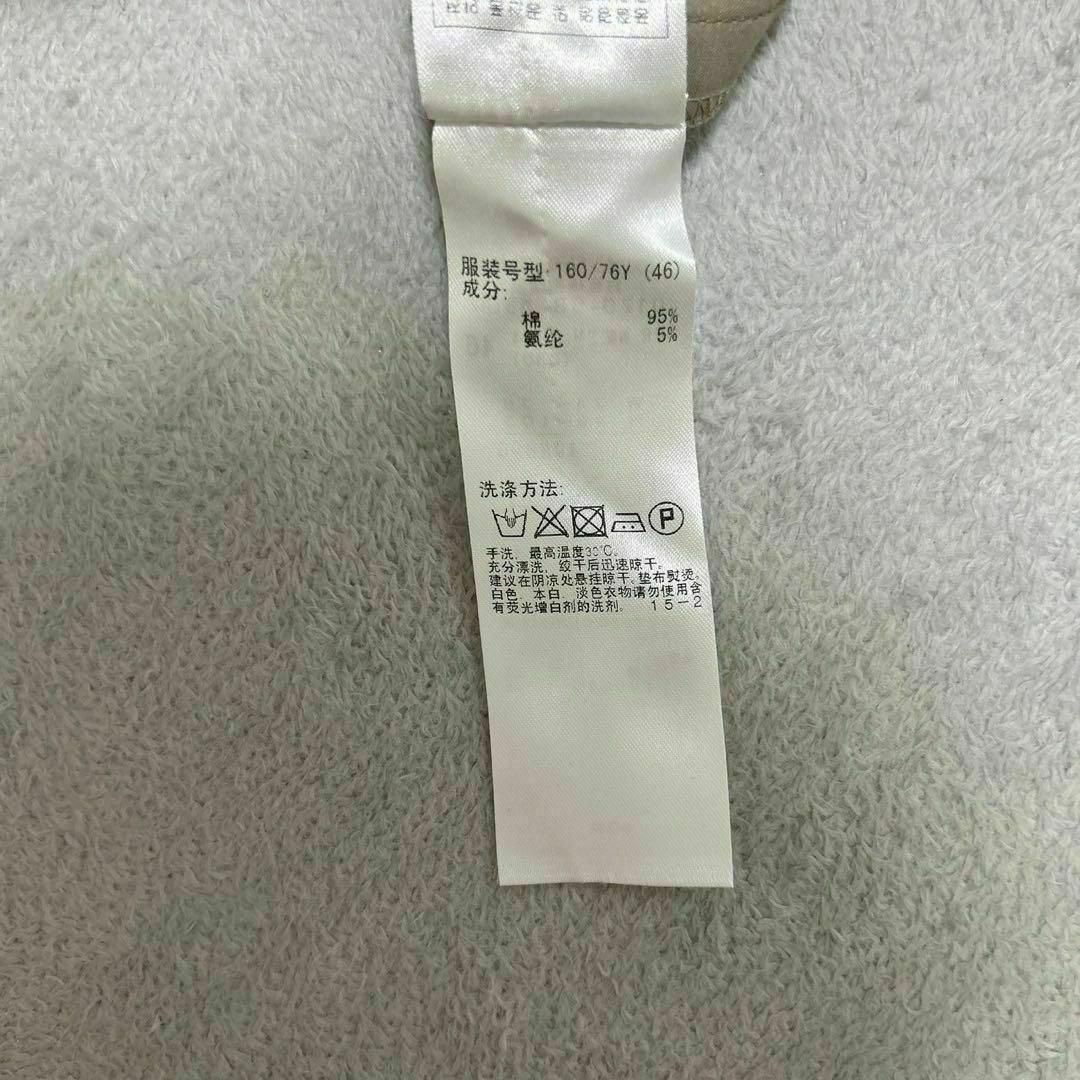 服装号型 160/76Y (46)
成分:
棉 95%
氨纶 5%
洗涤方法:
P
手洗, 最高温度30℃。
充分漂洗, 绞干后迅速晾干。
建议在阴凉处悬挂晾干。垫布熨烫。
白色, 本白, 淡色衣物请勿使用含
有荧光增白剂的洗剂. 15-2